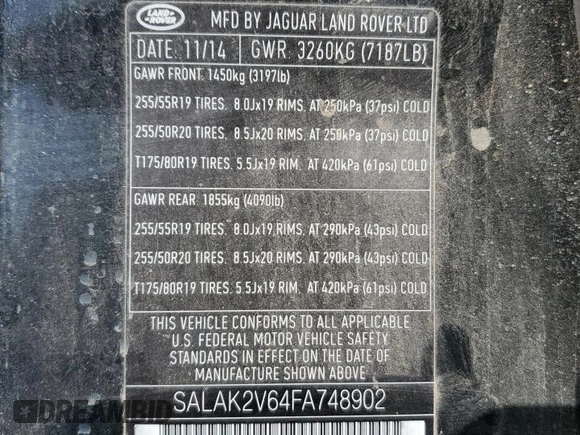 LAND
ROVER
MFD BY JAGUAR LAND ROVER LTD
DATE: 11/14 GWR: 3260KG (7187LB)
GAWR FRONT: 1450kg (3197lb)
255/55R19 TIRES, 8.0Jx19 RIMS, AT 250kPa (37psi) COLD
255/50R20 TIRES, 8.5Jx20 RIMS, AT 250kPa (37psi) COLD
T175/80R19 TIRES, 5.5Jx19 RIM, AT 420kPa (61psi) COLD
GAWR REAR: 1855kg (4090lb)
255/55R19 TIRES, 8.0Jx19 RIMS, AT 290kPa (43psi) COLD
255/50R20 TIRES, 8.5Jx20 RIMS, AT 290kPa (43psi) COLD
T175/80R19 TIRES, 5.5Jx19 RIM, AT 420kPa (61psi) COLD
THIS VEHICLE CONFORMS TO ALL APPLICABLE
U.S. FEDERAL MOTOR VEHICLE SAFETY
STANDARDS IN EFFECT ON THE DATE OF
MANUFACTURE SHOWN ABOVE.
SALAK2V64FA748902
DREAMBID